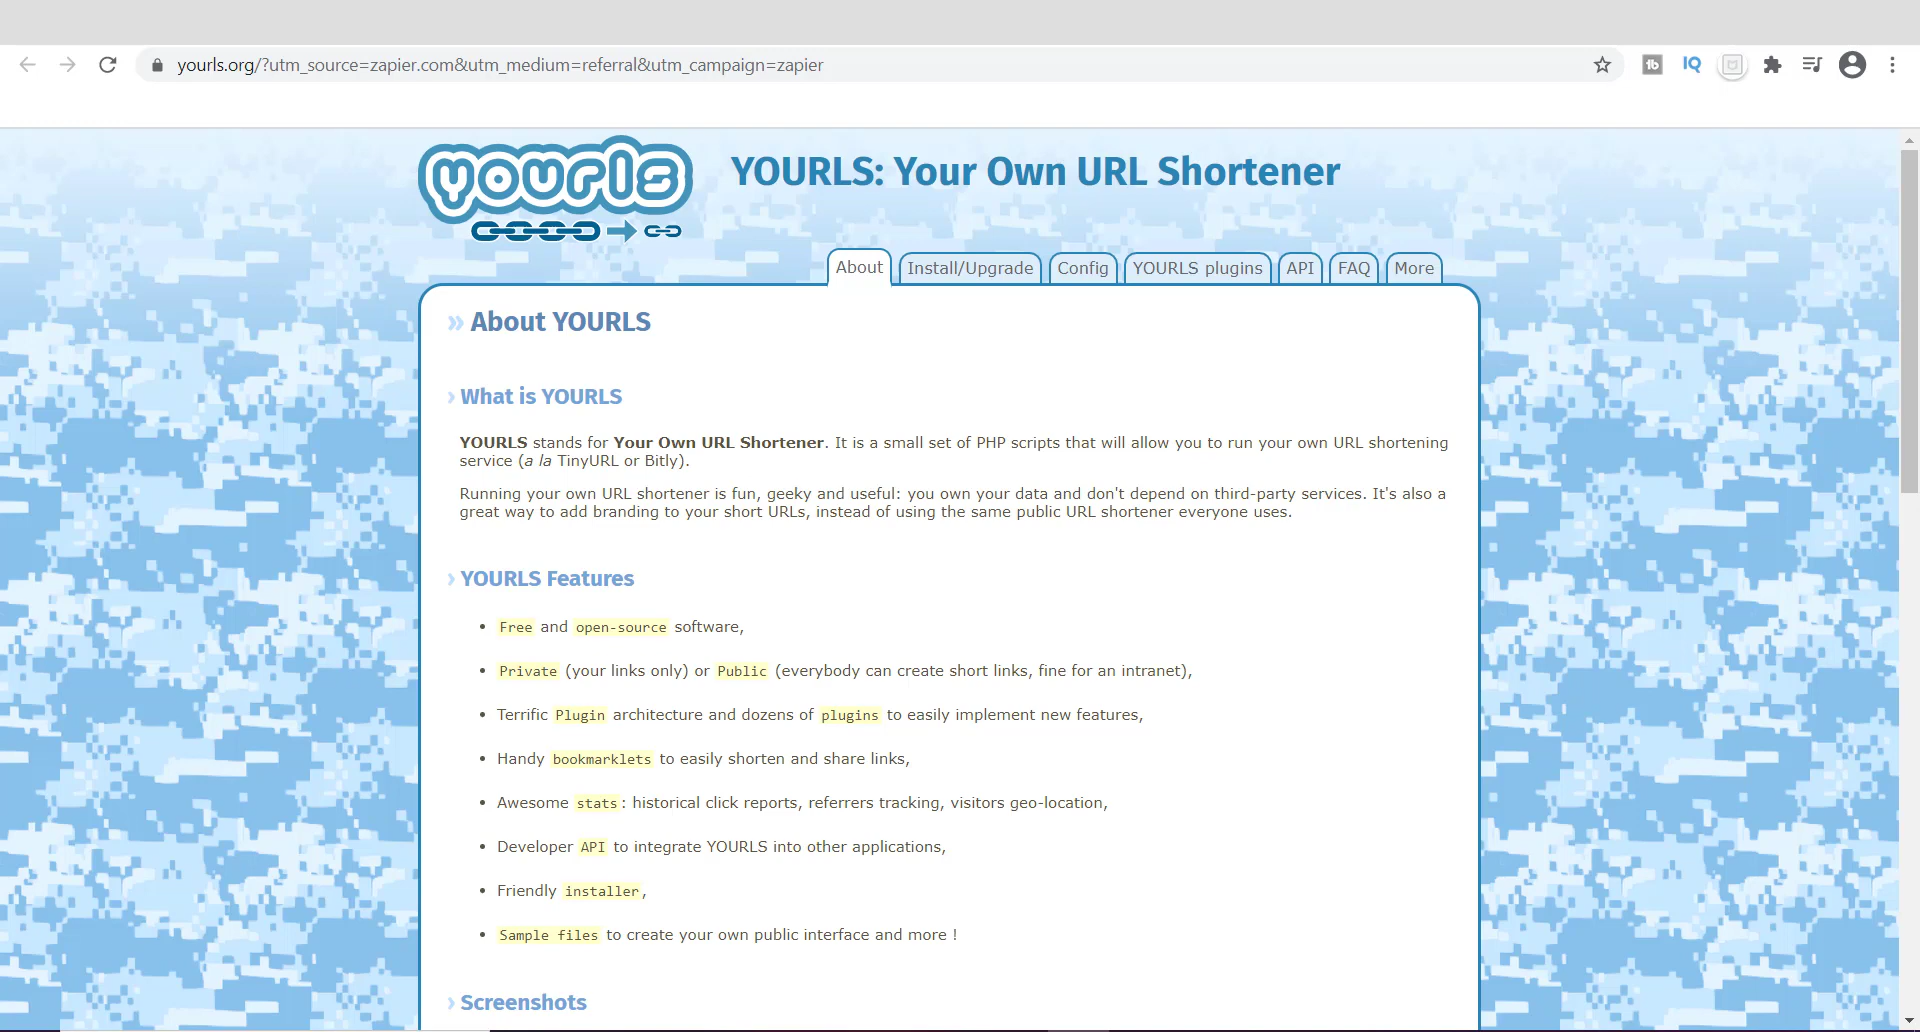 yourls.org/?utm_source=zapier.com&utm_medium=referral&utm_campaign=zapier
tb
IQ
yourls
YOURLS: Your Own URL Shortener
About
Install/Upgrade
Config
YOURLS plugins
API
FAQ
More
» About YOURLS
› What is YOURLS
YOURLS stands for Your Own URL Shortener. It is a small set of PHP scripts that will allow you to run your own URL shortening
service (a la TinyURL or Bitly).
Running your own URL shortener is fun, geeky and useful: you own your data and don't depend on third-party services. It's also a
great way to add branding to your short URLs, instead of using the same public URL shortener everyone uses.
› YOURLS Features
• Free and open-source software,
• Private (your links only) or Public (everybody can create short links, fine for an intranet),
• Terrific Plugin architecture and dozens of plugins to easily implement new features,
• Handy bookmarklets to easily shorten and share links,
• Awesome stats: historical click reports, referrers tracking, visitors geo-location,
• Developer API to integrate YOURLS into other applications,
• Friendly installer,
• Sample files to create your own public interface and more !
› Screenshots